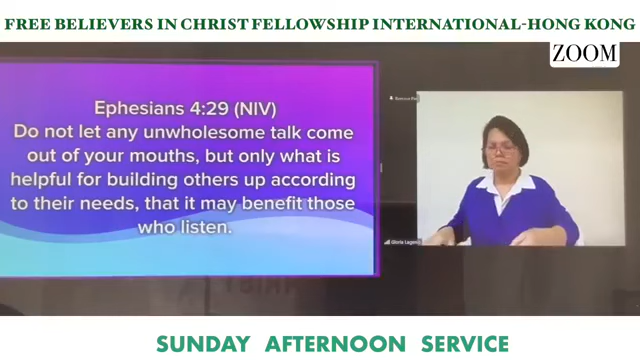 FREE BELIEVERS IN CHRIST FELLOWSHIP INTERNATIONAL-HONG KONG
ZOOM
Ephesians 4:29 (NIV)
Do not let any unwholesome talk come
out of your mouths, but only what is
helpful for building others up according
to their needs, that it may benefit those
who listen.
SUNDAY AFTERNOON SERVICE